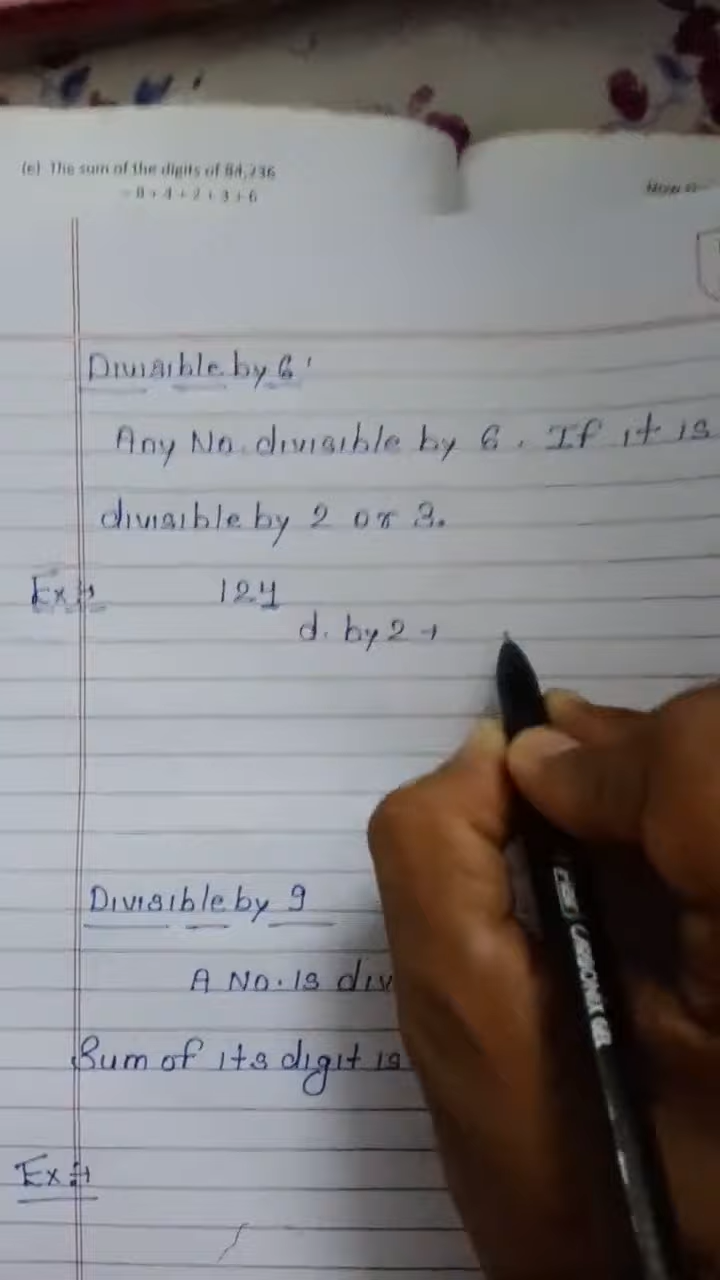 (e) The sum of the digits of 84,236
= 8 + 4 + 2 + 3 + 6
Divisible by 6'
Any No. divisible by 6. If it is
divisible by 2 or 3.
Ex:-1 124
d. by 2 →
Divisible by 9
A No. is div
Sum of its digit is
Ex:-1